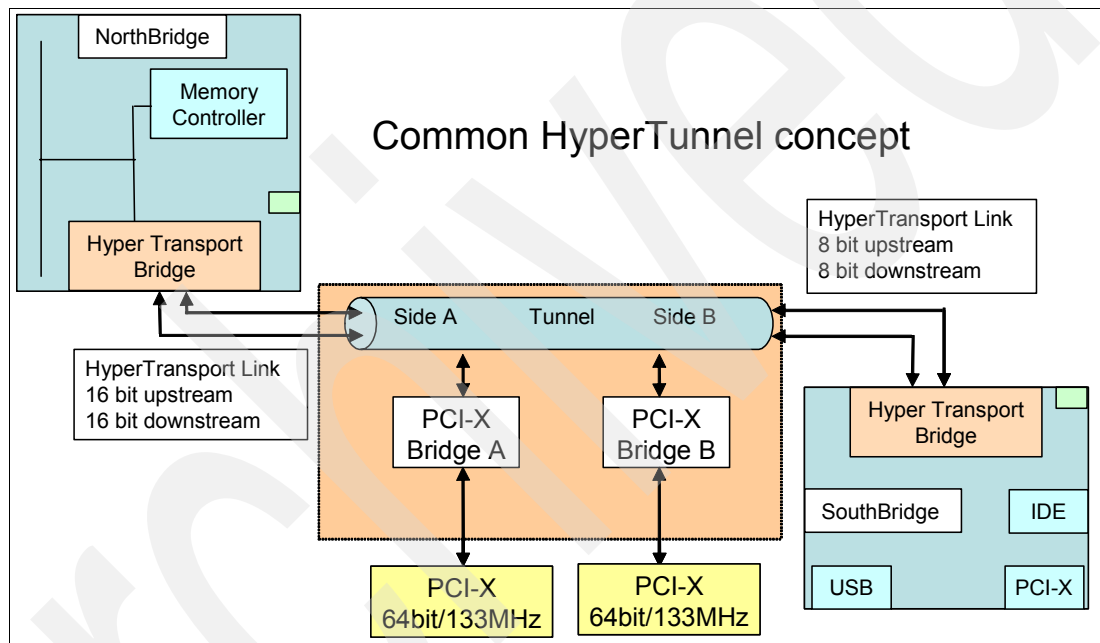 NorthBridge
Memory
Controller
Common HyperTunnel concept
Hyper Transport
Bridge
HyperTransport Link
8 bit upstream
8 bit downstream
Side A
Tunnel
Side B
HyperTransport Link
16 bit upstream
16 bit downstream
PCI-X
Bridge A
PCI-X
Bridge B
Hyper Transport
Bridge
SouthBridge
IDE
USB
PCI-X
PCI-X
64bit/133MHz
PCI-X
64bit/133MHz